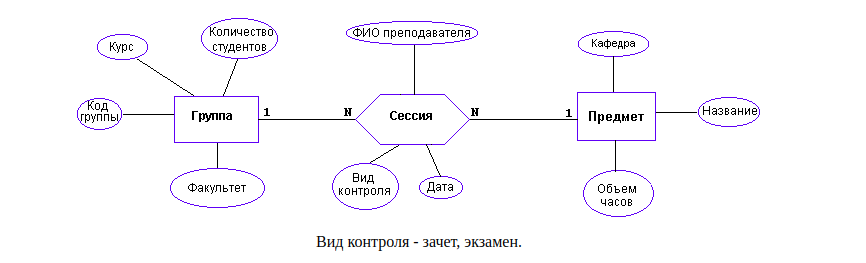 Курс
Количество
студентов
ФИО преподавателя
Кафедра
Код
группы
Группа
1
N
Сессия
N
1
Предмет
Название
Факультет
Вид
контроля
Дата
Объем
часов
Вид контроля - зачет, экзамен.